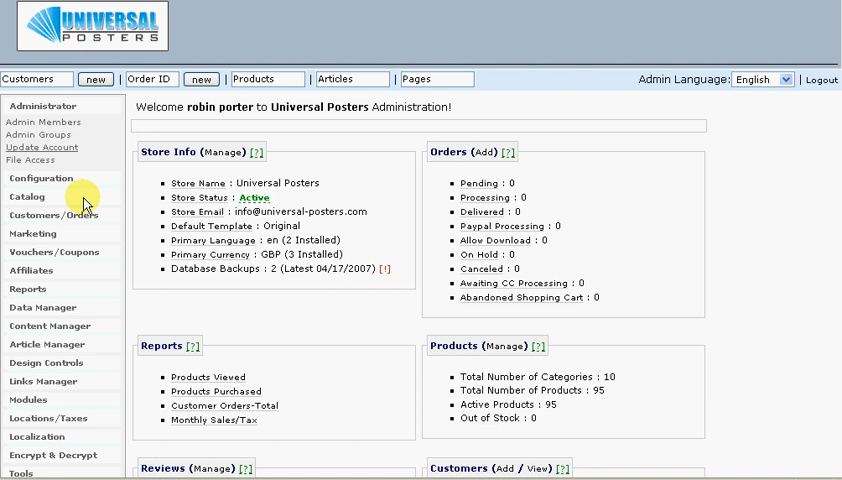 UNIVERSAL
POSTERS
Customers new | Order ID new | Products | Articles | Pages Admin Language: English | Logout
Administrator
Admin Members
Admin Groups
Update Account
File Access
Configuration
Catalog
Customers/Orders
Marketing
Vouchers/Coupons
Affiliates
Reports
Data Manager
Content Manager
Article Manager
Design Controls
Links Manager
Modules
Locations/Taxes
Localization
Encrypt & Decrypt
Tools
Welcome robin porter to Universal Posters Administration!
Store Info (Manage) [?]
Store Name : Universal Posters
Store Status : Active
Store Email : info@universal-posters.com
Default Template : Original
Primary Language : en (2 Installed)
Primary Currency : GBP (3 Installed)
Database Backups : 2 (Latest 04/17/2007) [!]
Orders (Add) [?]
Pending : 0
Processing : 0
Delivered : 0
Paypal Processing : 0
Allow Download : 0
On Hold : 0
Canceled : 0
Awaiting CC Processing : 0
Abandoned Shopping Cart : 0
Reports [?]
Products Viewed
Products Purchased
Customer Orders-Total
Monthly Sales/Tax
Products (Manage) [?]
Total Number of Categories : 10
Total Number of Products : 95
Active Products : 95
Out of Stock : 0
Reviews (Manage) [?]
Customers (Add / View) [?]